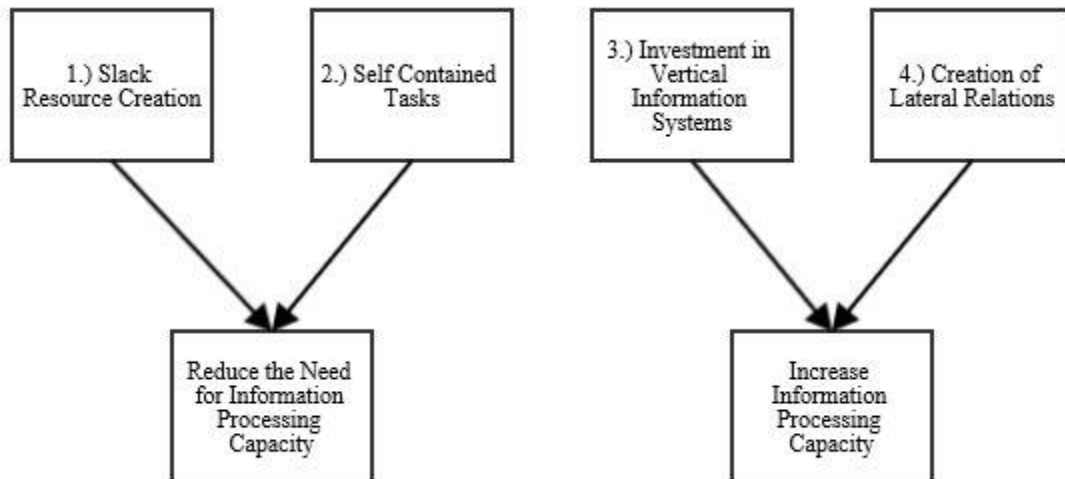 1.) Slack
Resource Creation
2.) Self Contained
Tasks
3.) Investment in
Vertical
Information
Systems
4.) Creation of
Lateral Relations
Reduce the Need
for Information
Processing
Capacity
Increase
Information
Processing
Capacity